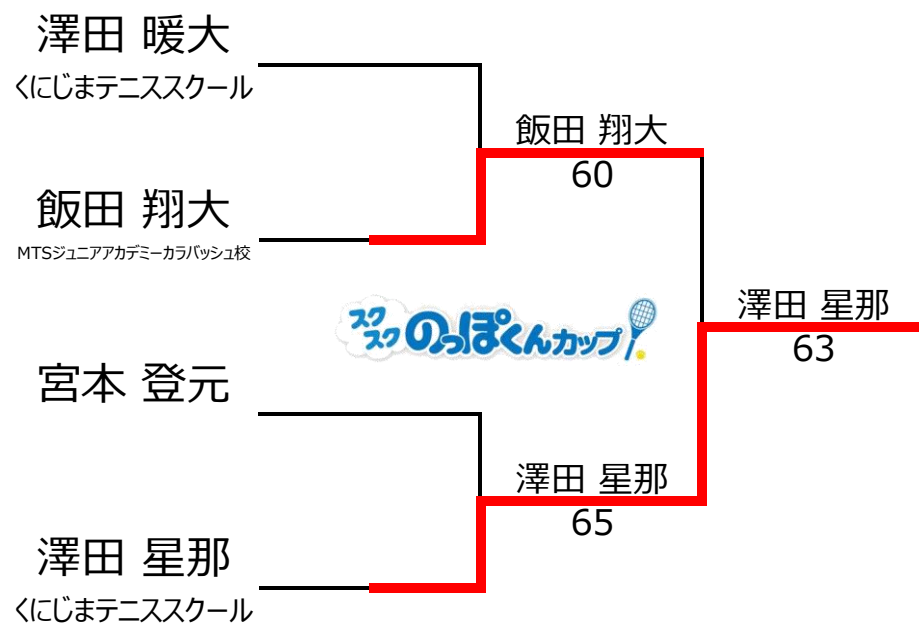 澤田 暖大
くにじまテニススクール
飯田 翔大
60
飯田 翔大
MTSジュニアアカデミーカラバッシュ校
スクスクのっぽくんカップ!
澤田 星那
63
宮本 登元
澤田 星那
65
澤田 星那
くにじまテニススクール